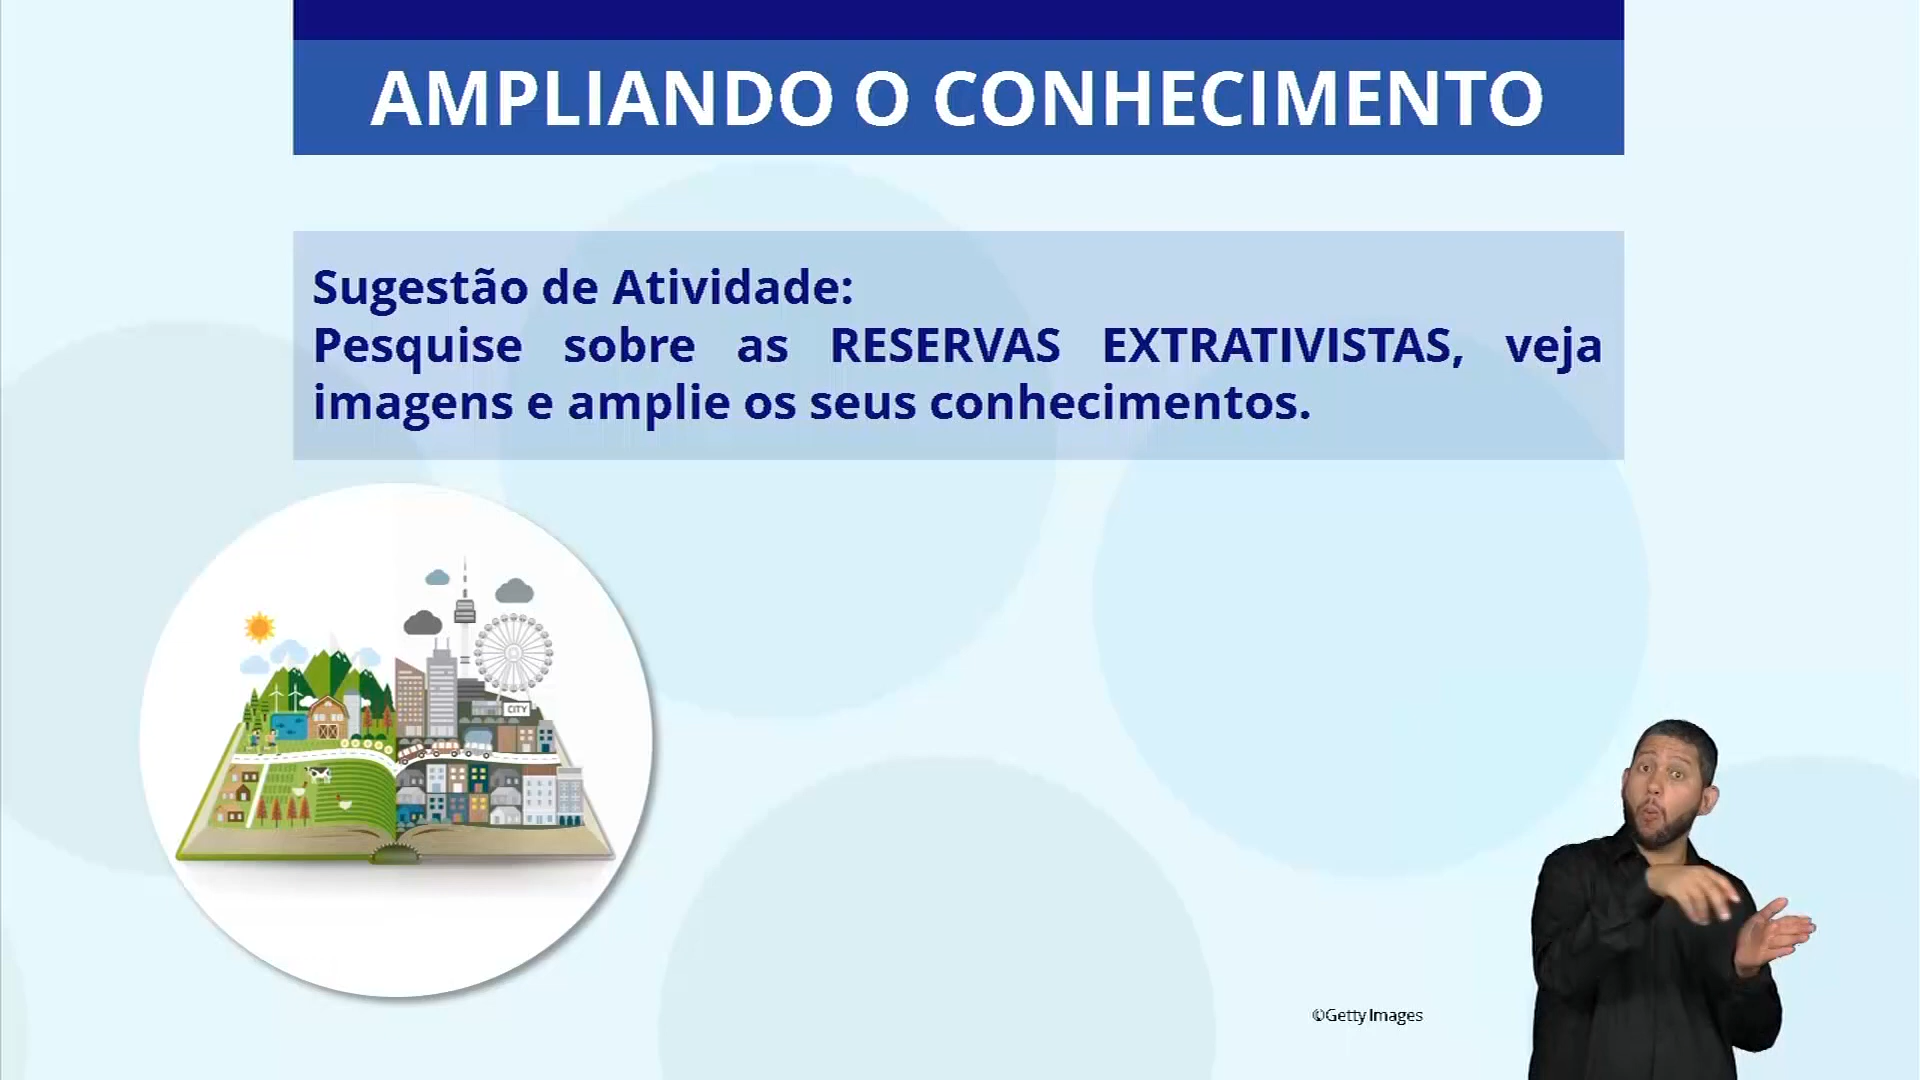 AMPLIANDO O CONHECIMENTO
Sugestão de Atividade:
Pesquise sobre as RESERVAS EXTRATIVISTAS, veja
imagens e amplie os seus conhecimentos.
CITY
©Getty Images